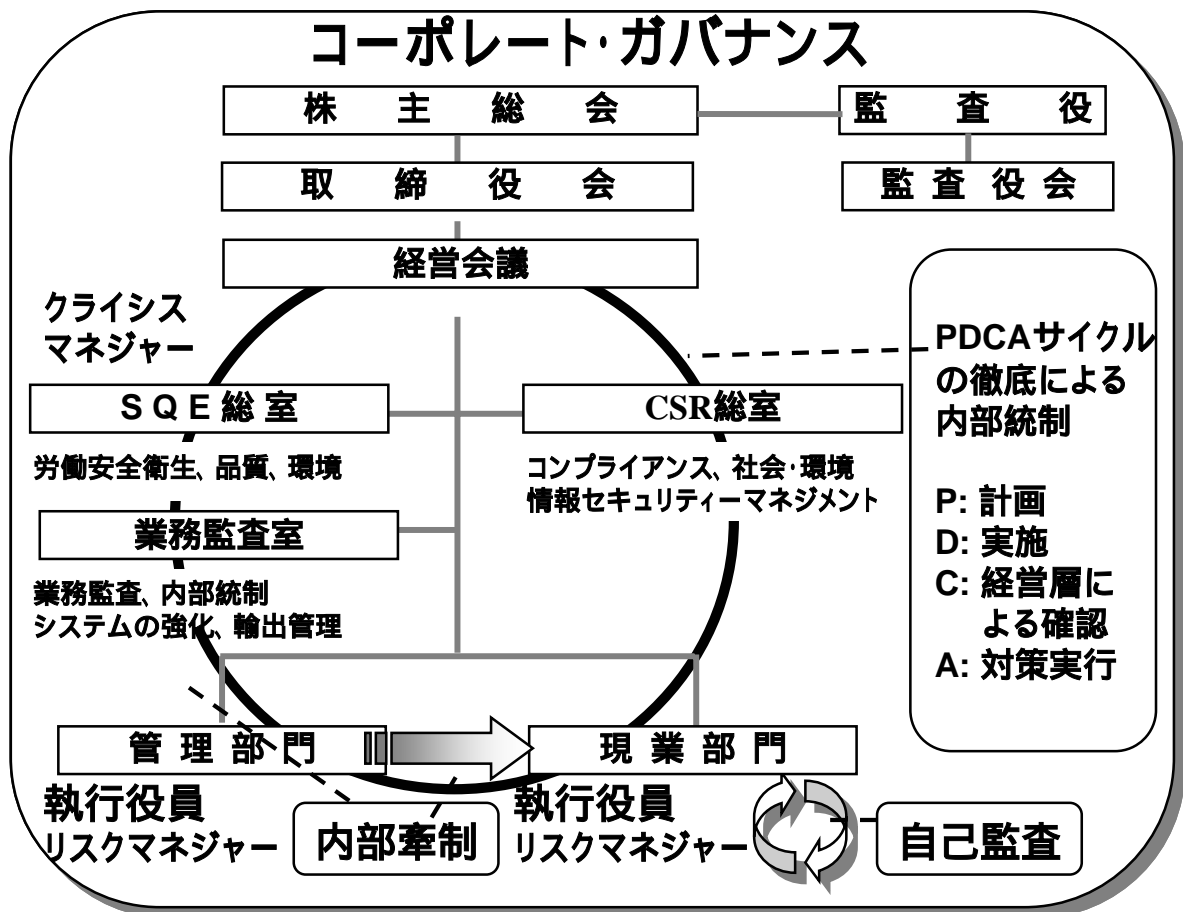 コーポレート・ガバナンス
株主総会
監査役
取締役会
監査役会
経営会議
クライシス
マネジャー
SQE総室
CSR総室
労働安全衛生、品質、環境
コンプライアンス、社会・環境
情報セキュリティーマネジメント
業務監査室
業務監査、内部統制
システムの強化、輸出管理
PDCAサイクル
の徹底による
内部統制
P: 計画
D: 実施
C: 経営層に
よる確認
A: 対策実行
管理部門
現業部門
執行役員
リスクマネジャー
内部牽制
執行役員
リスクマネジャー
自己監査